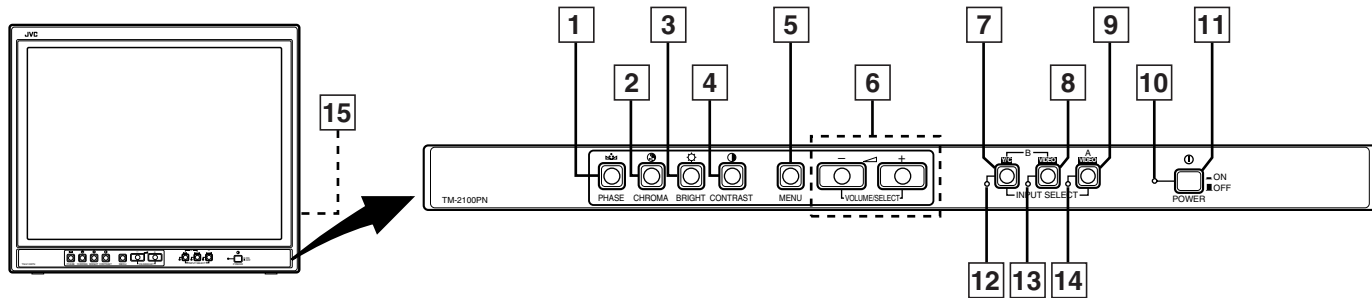 JVC
15
1
3
5
7
9
11
2
4
6
8
10
B
A
Y/C
VIDEO
VIDEO
− +
ON
OFF
TM-2100PN
PHASE CHROMA BRIGHT CONTRAST MENU VOLUME/SELECT INPUT SELECT POWER
12
13
14